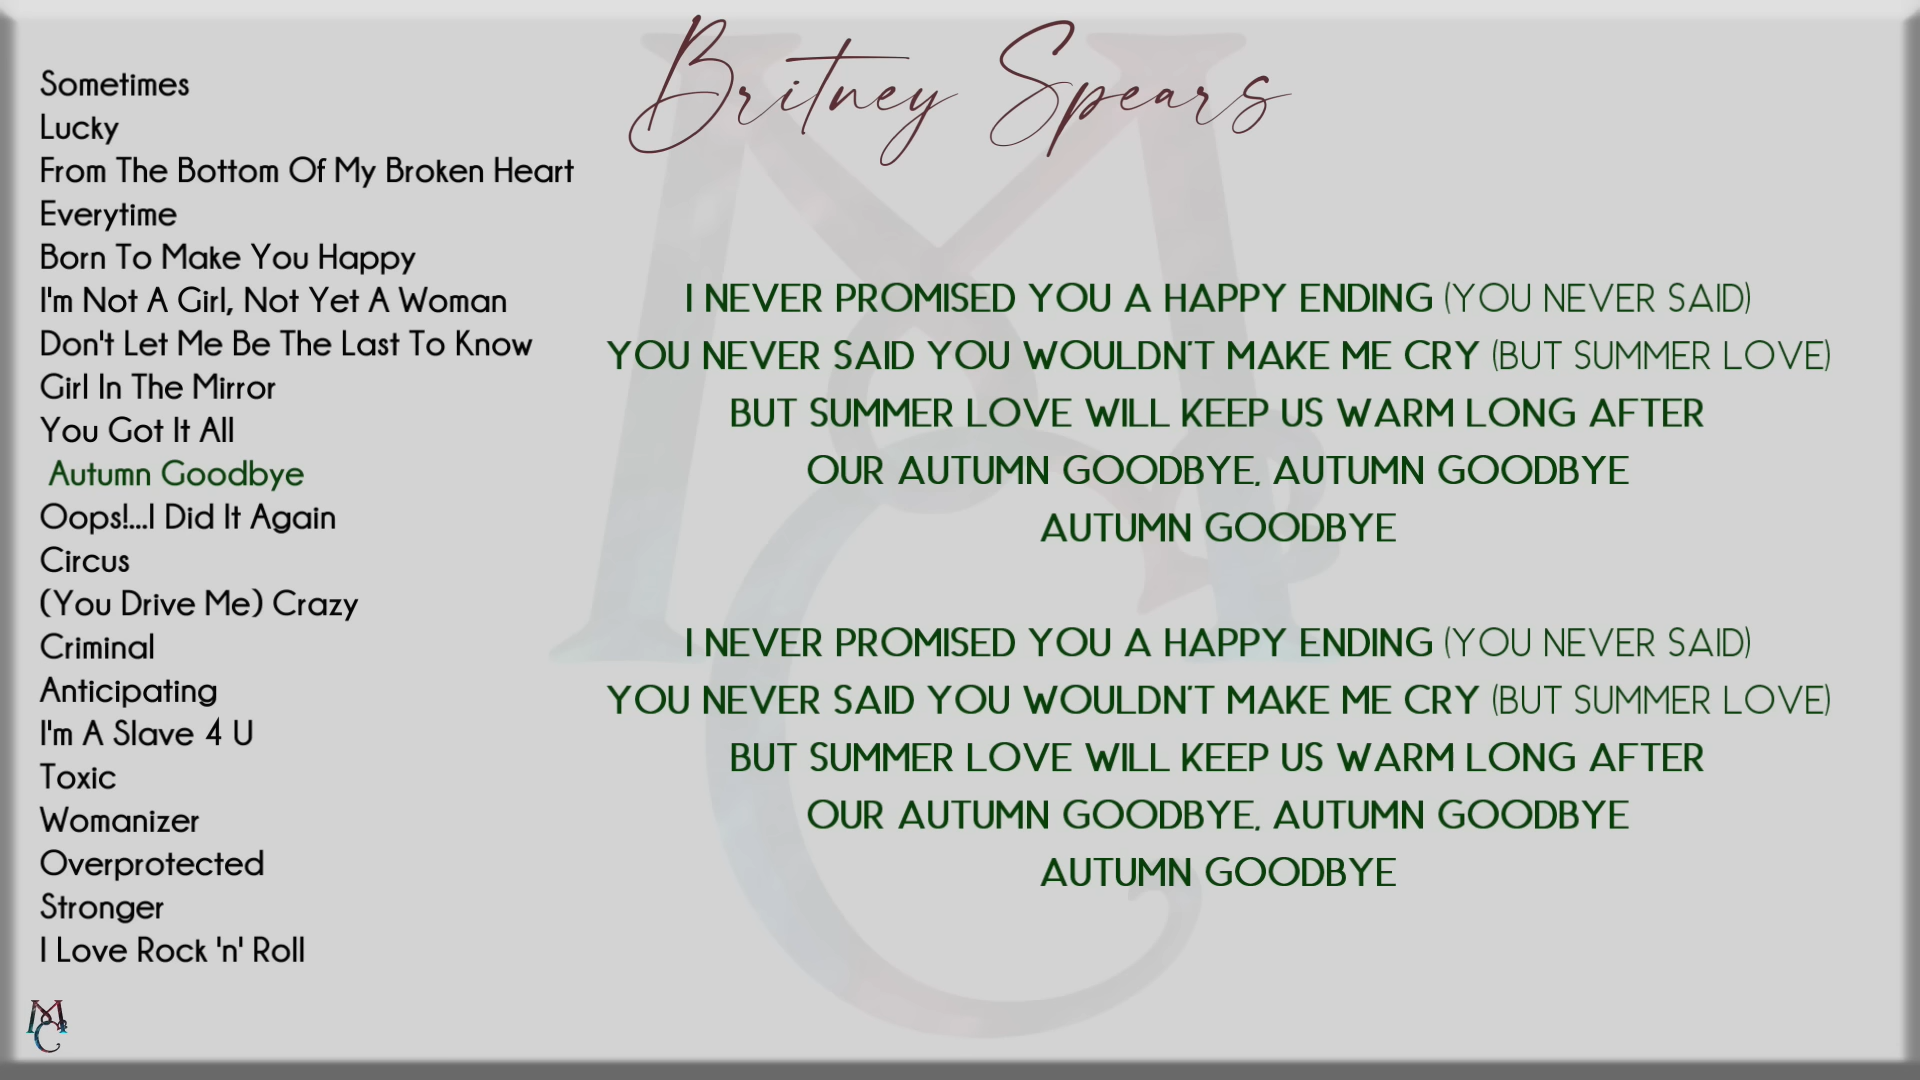 Britney Spears
Sometimes
Lucky
From The Bottom Of My Broken Heart
Everytime
Born To Make You Happy
I'm Not A Girl, Not Yet A Woman
Don't Let Me Be The Last To Know
Girl In The Mirror
You Got It All
Autumn Goodbye
Oops!...I Did It Again
Circus
(You Drive Me) Crazy
Criminal
Anticipating
I'm A Slave 4 U
Toxic
Womanizer
Overprotected
Stronger
I Love Rock 'n' Roll
I NEVER PROMISED YOU A HAPPY ENDING (YOU NEVER SAID)
YOU NEVER SAID YOU WOULDN'T MAKE ME CRY (BUT SUMMER LOVE)
BUT SUMMER LOVE WILL KEEP US WARM LONG AFTER
OUR AUTUMN GOODBYE, AUTUMN GOODBYE
AUTUMN GOODBYE
I NEVER PROMISED YOU A HAPPY ENDING (YOU NEVER SAID)
YOU NEVER SAID YOU WOULDN'T MAKE ME CRY (BUT SUMMER LOVE)
BUT SUMMER LOVE WILL KEEP US WARM LONG AFTER
OUR AUTUMN GOODBYE, AUTUMN GOODBYE
AUTUMN GOODBYE
MC